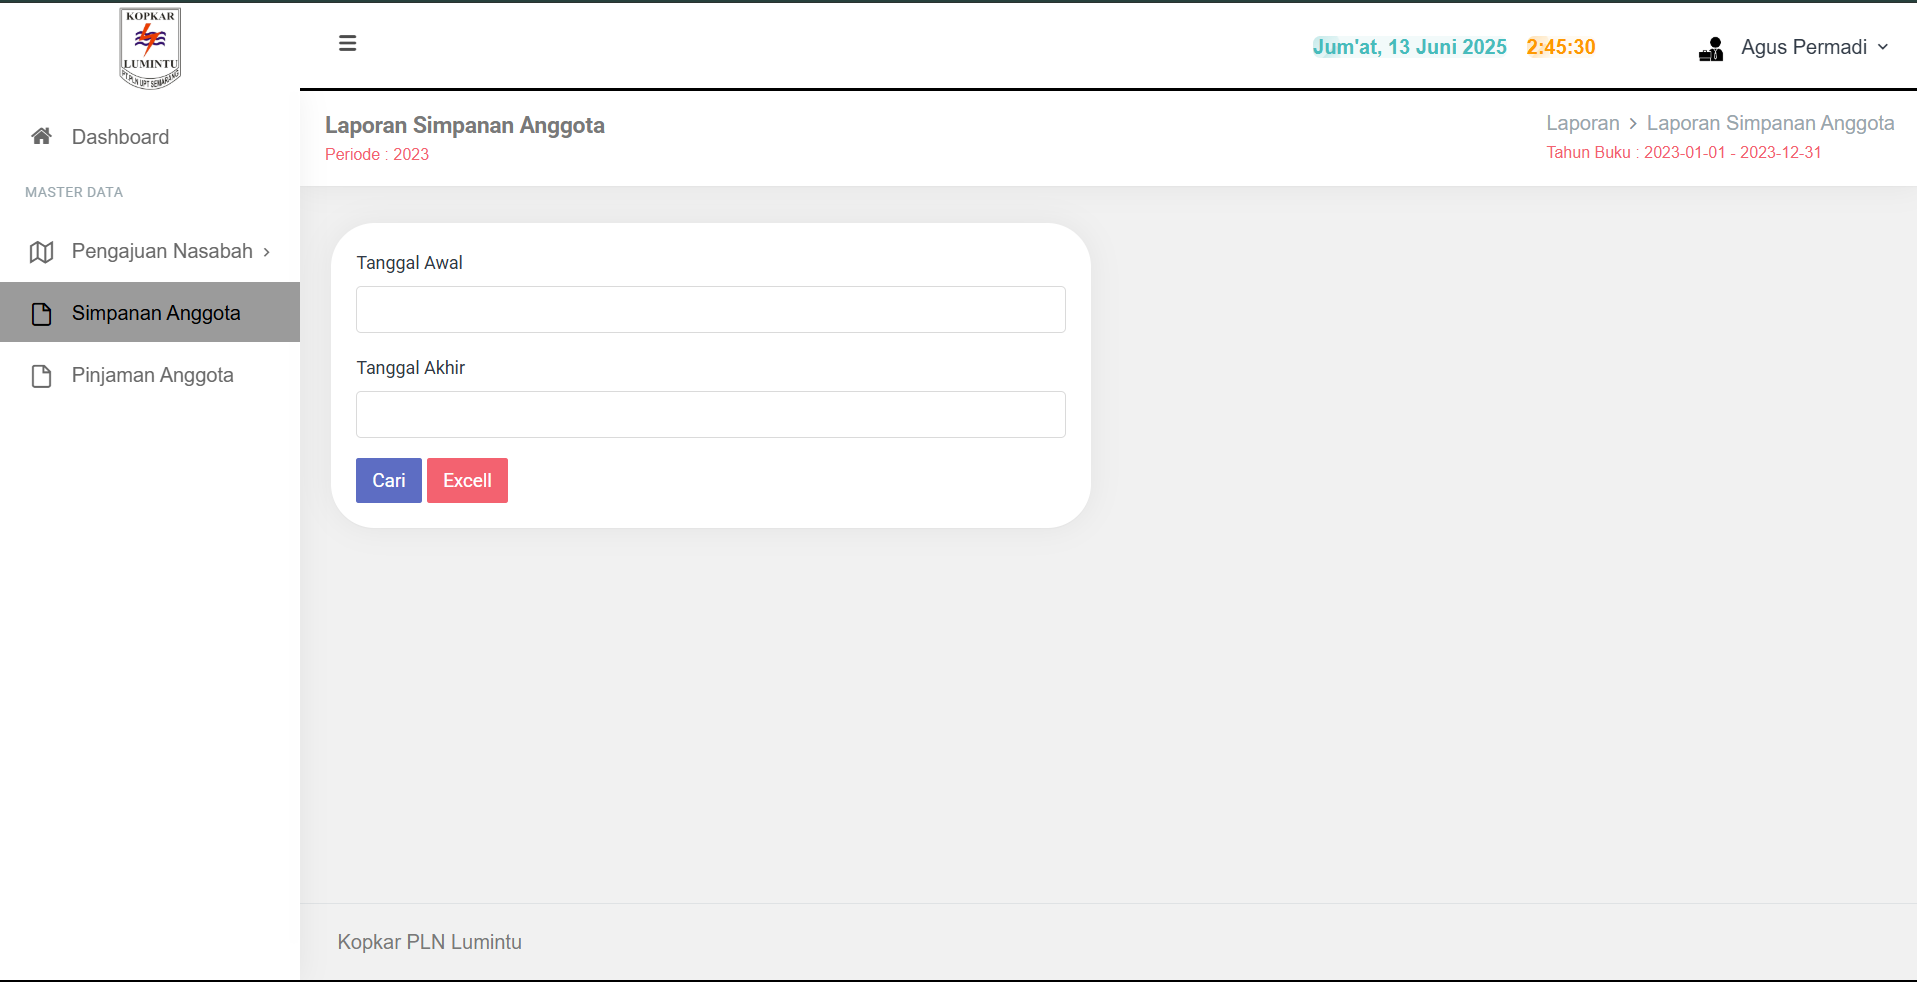 KOPKAR
LUMINTU
PT PLN UPT SEMARANG
Jum'at, 13 Juni 2025 2:45:30
Agus Permadi
Dashboard
MASTER DATA
Pengajuan Nasabah
Simpanan Anggota
Pinjaman Anggota
Laporan Simpanan Anggota
Periode : 2023
Laporan > Laporan Simpanan Anggota
Tahun Buku : 2023-01-01 - 2023-12-31
Tanggal Awal
Tanggal Akhir
Cari Excell
Kopkar PLN Lumintu